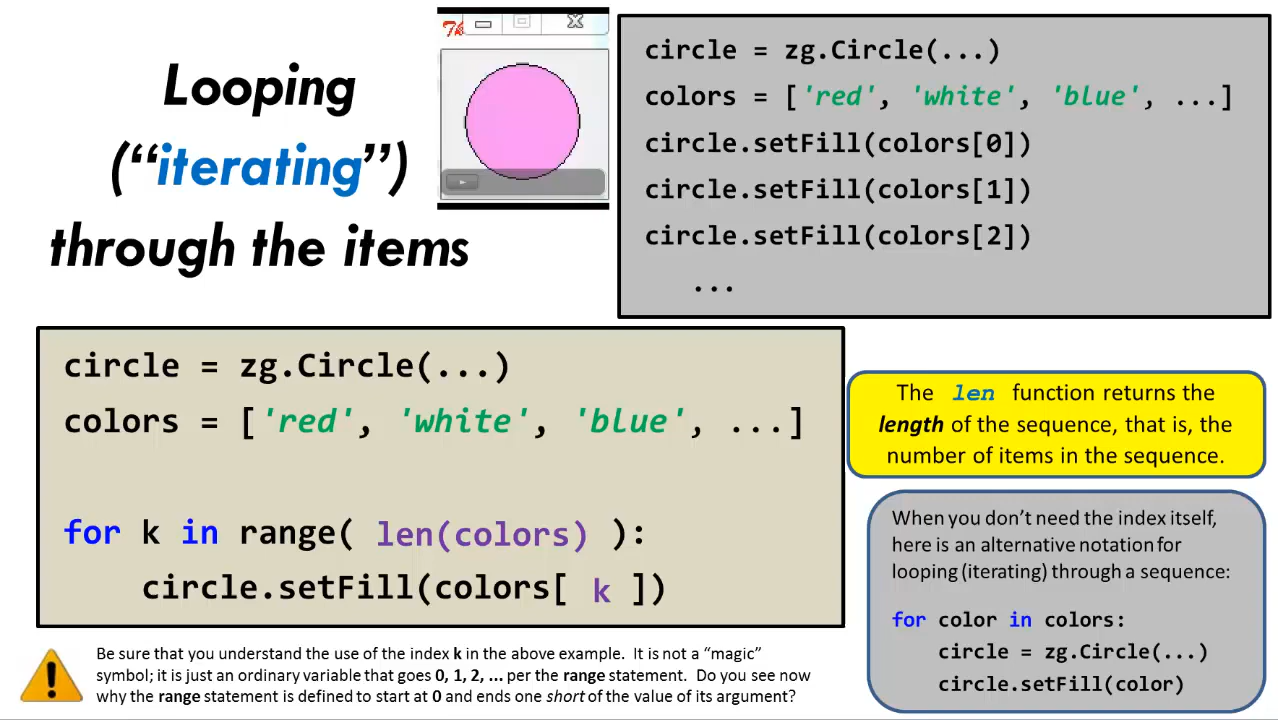 Looping
(“iterating”)
through the items
circle = zg.Circle(...)
colors = ['red', 'white', 'blue', ...]
circle.setFill(colors[0])
circle.setFill(colors[1])
circle.setFill(colors[2])
...
circle = zg.Circle(...)
colors = ['red', 'white', 'blue', ...]
for k in range( len(colors) ):
circle.setFill(colors[ k ])
The len function returns the
length of the sequence, that is, the
number of items in the sequence.
When you don’t need the index itself,
here is an alternative notation for
looping (iterating) through a sequence:
for color in colors:
circle = zg.Circle(...)
circle.setFill(color)
Be sure that you understand the use of the index k in the above example. It is not a “magic”
symbol; it is just an ordinary variable that goes 0, 1, 2, ... per the range statement. Do you see now
why the range statement is defined to start at 0 and ends one short of the value of its argument?